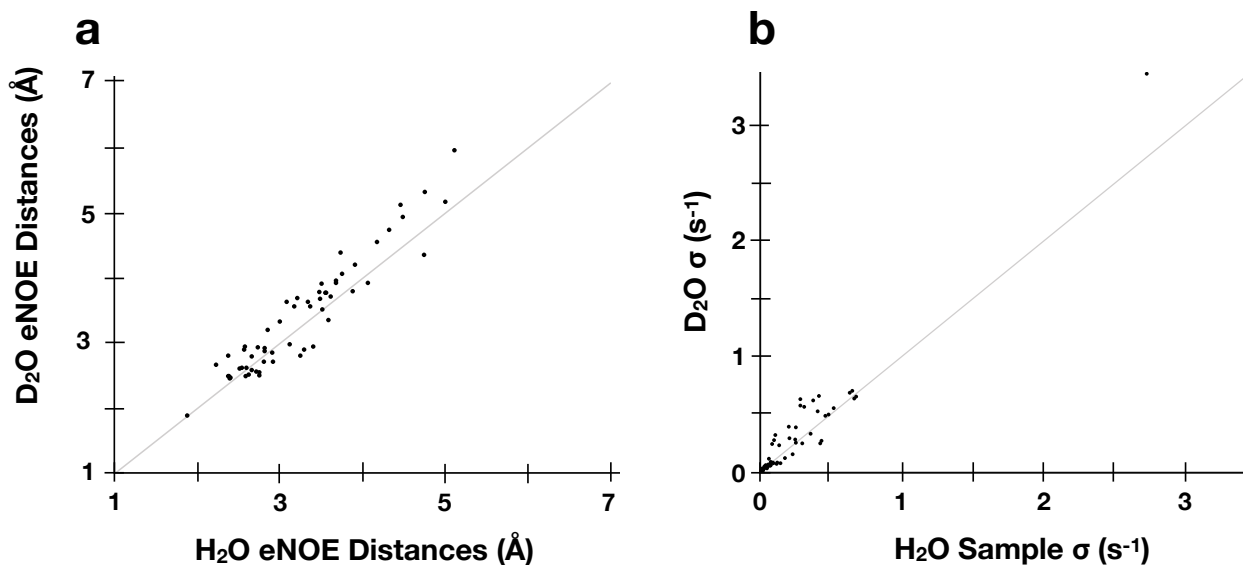 a
D₂O eNOE Distances (Å)
7
5
3
1
1
3
5
7
H₂O eNOE Distances (Å)
b
D₂O σ (s⁻¹)
3
2
1
0
0
1
2
3
H₂O Sample σ (s⁻¹)